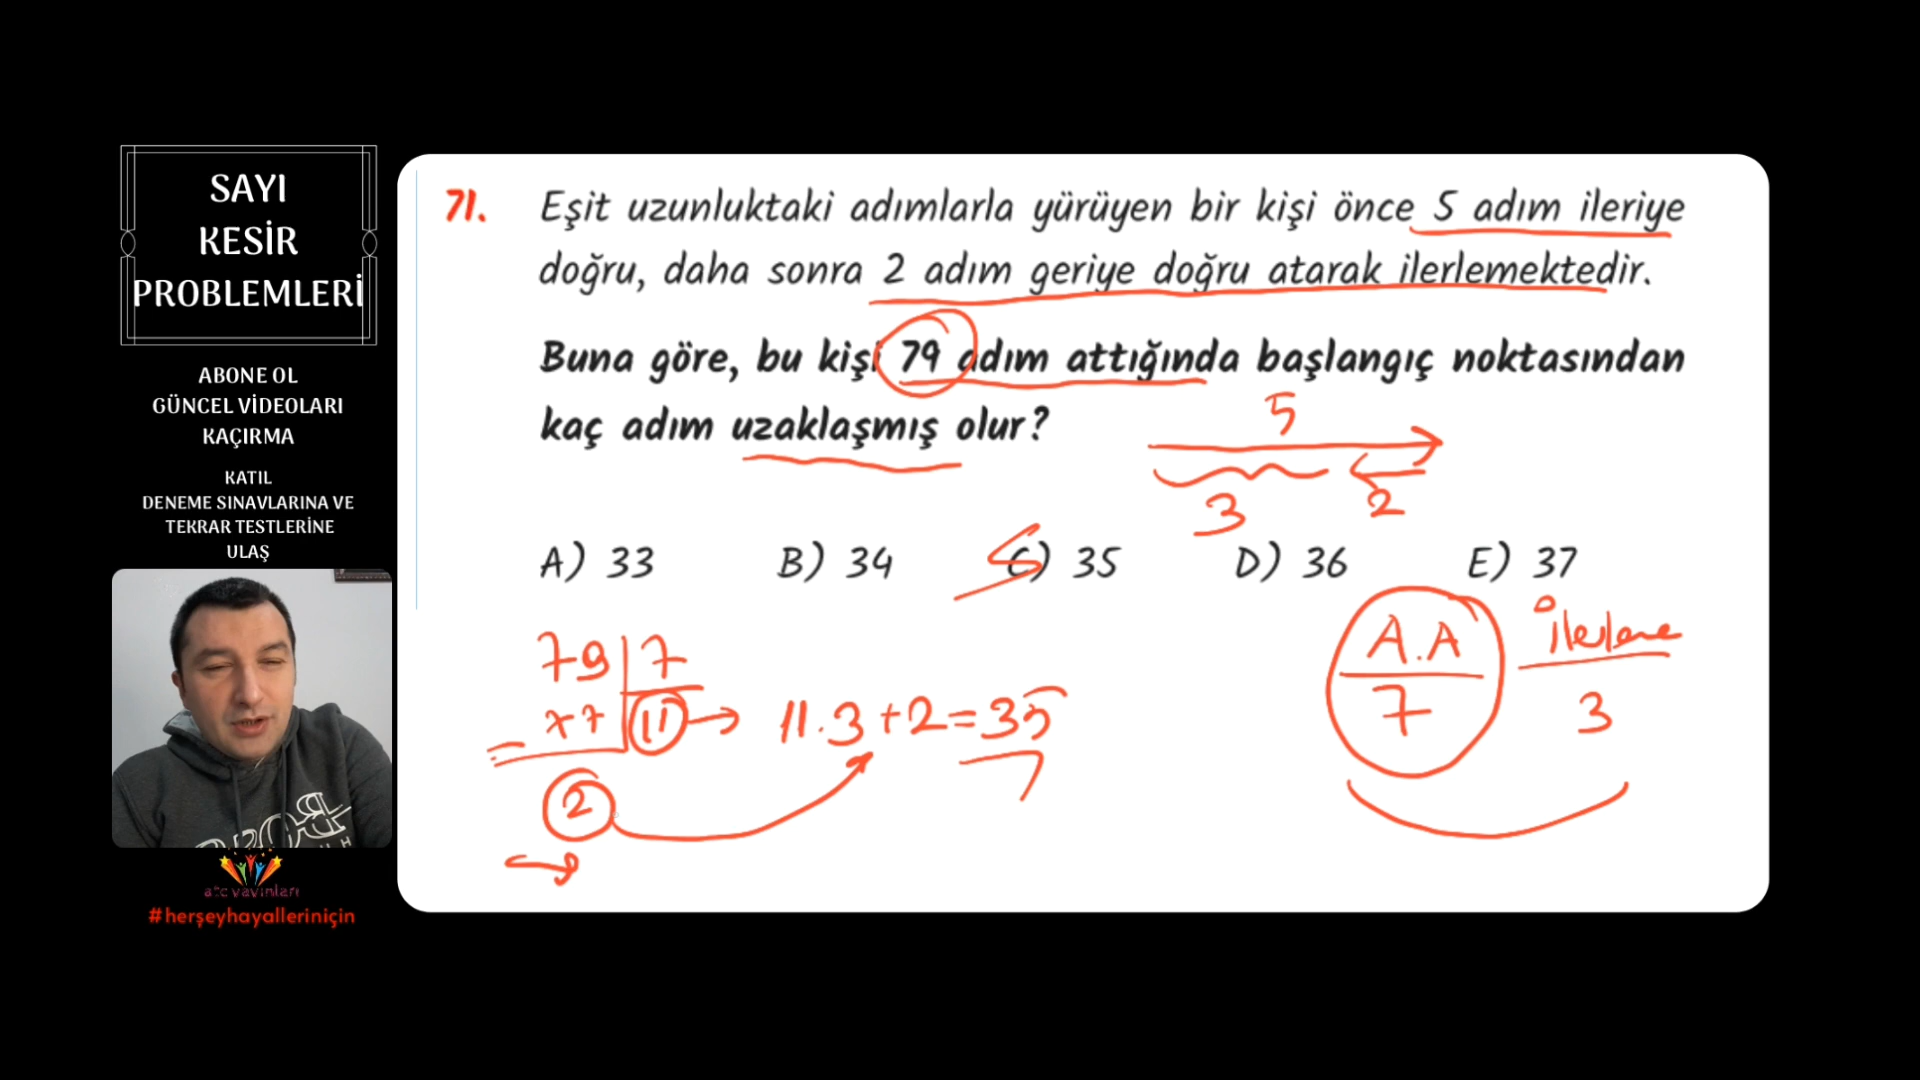 SAYI
KESİR
PROBLEMLERİ
ABONE OL
GÜNCEL VİDEOLARI
KAÇIRMA
KATIL
DENEME SINAVLARINA VE
TEKRAR TESTLERİNE
ULAŞ
atc yayınları
#herşeyhayalleriniçin
71. Eşit uzunluktaki adımlarla yürüyen bir kişi önce 5 adım ileriye
doğru, daha sonra 2 adım geriye doğru atarak ilerlemektedir.
Buna göre, bu kişi 79 adım attığında başlangıç noktasından
kaç adım uzaklaşmış olur?
5
3 2
A) 33 B) 34 C) 35 D) 36 E) 37
A.A İlerleme
7 3
79 7
77 11 → 11.3+2=35
2